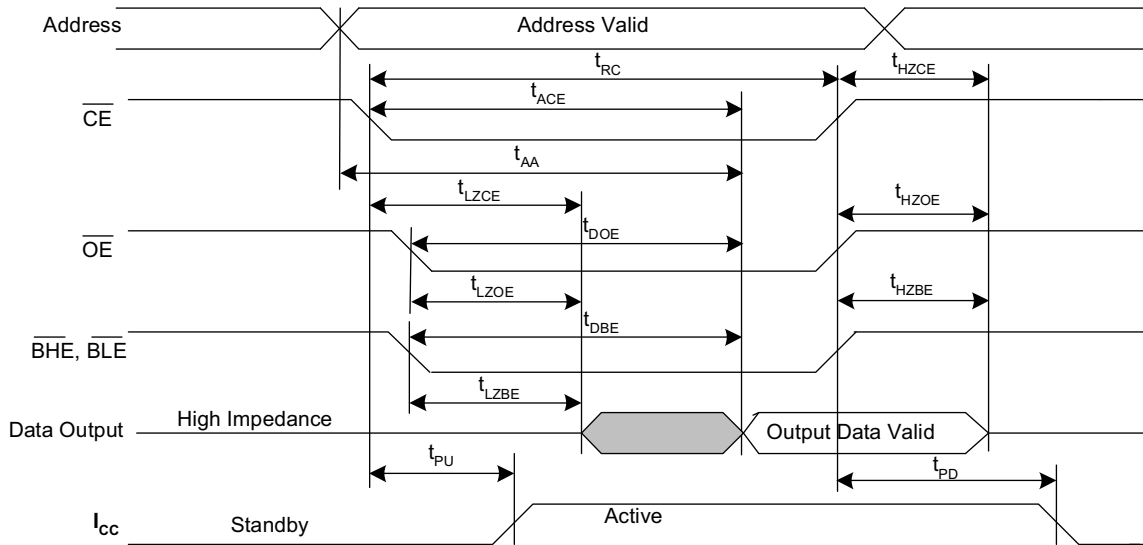 Address Address Valid
tRC tHZCE
tACE
CE
tAA
tLZCE tHZOE
OE tDOE
tLZOE tHZBE
tDBE
BHE, BLE
tLZBE
Data Output High Impedance Output Data Valid
tPU tPD
ICC Standby Active